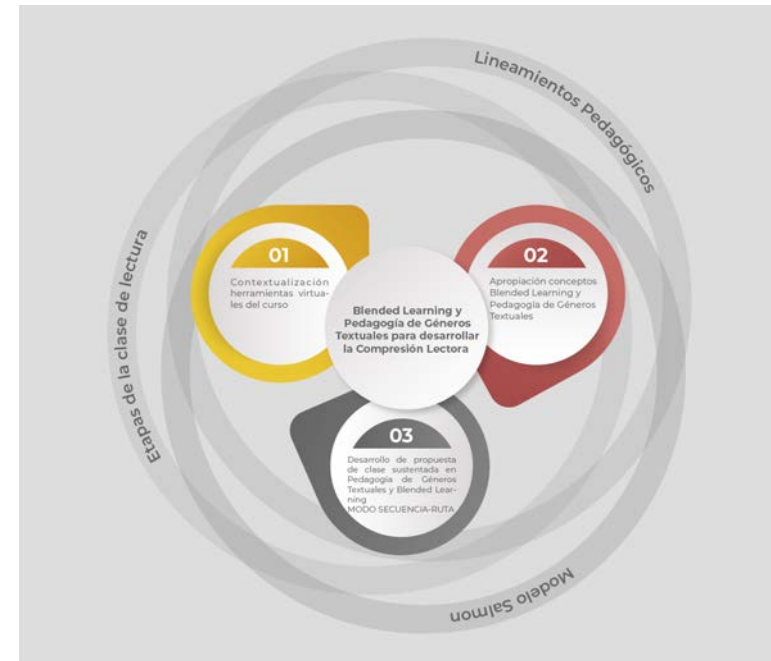 Lineamientos Pedagógicos
Etapas de la clase de lectura
01
Contextualización
herramientas virtua-
les del curso
02
Apropiación conceptos
Blended Learning y
Pedagogía de Géneros
Textuales
Blended Learning y
Pedagogía de Géneros
Textuales para desarrollar
la Compresión Lectora
03
Desarrollo de propuesta
de clase sustentada en
Pedagogía de Géneros
Textuales y Blended Lear-
ning
MODO SECUENCIA-RUTA
Modelo Salmon